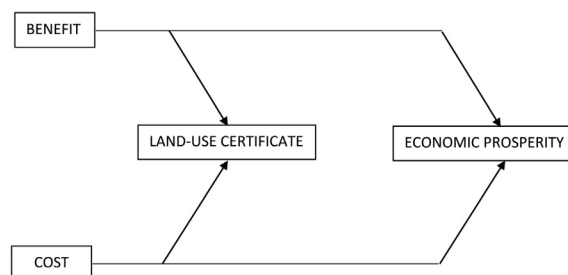 BENEFIT
LAND-USE CERTIFICATE
ECONOMIC PROSPERITY
COST